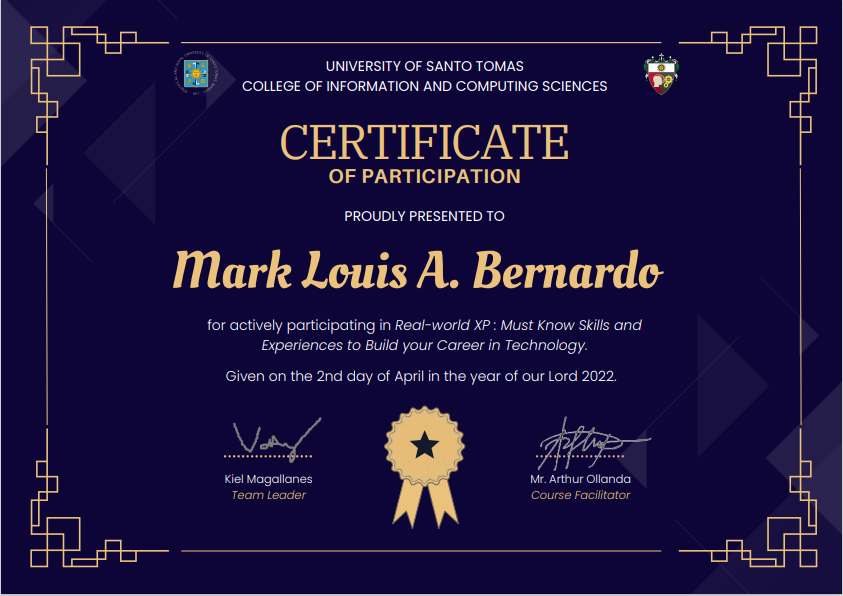 UNIVERSITY OF SANTO TOMAS
COLLEGE OF INFORMATION AND COMPUTING SCIENCES
CERTIFICATE
OF PARTICIPATION
PROUDLY PRESENTED TO
Mark Louis A. Bernardo
for actively participating in Real-world XP : Must Know Skills and
Experiences to Build your Career in Technology.
Given on the 2nd day of April in the year of our Lord 2022.
Kiel Magallanes
Team Leader
Mr. Arthur Ollanda
Course Facilitator